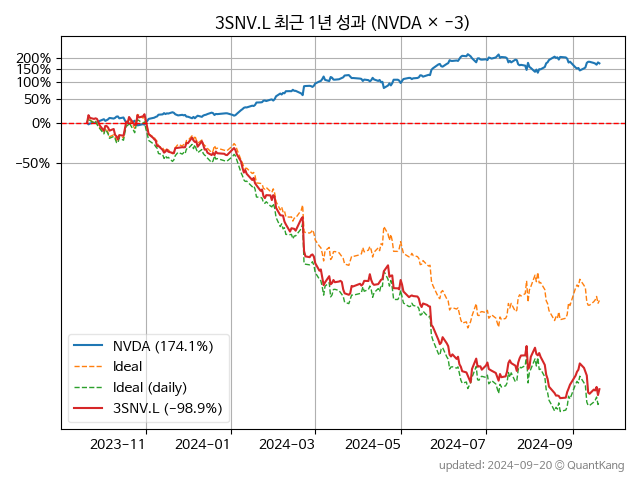 3SNV.L 최근 1년 성과 (NVDA × −3)
200%
150%
100%
50%
0%
−50%
NVDA (174.1%)
Ideal
Ideal (daily)
3SNV.L (−98.9%)
2023-11
2024-01
2024-03
2024-05
2024-07
2024-09
updated: 2024-09-20 © QuantKang